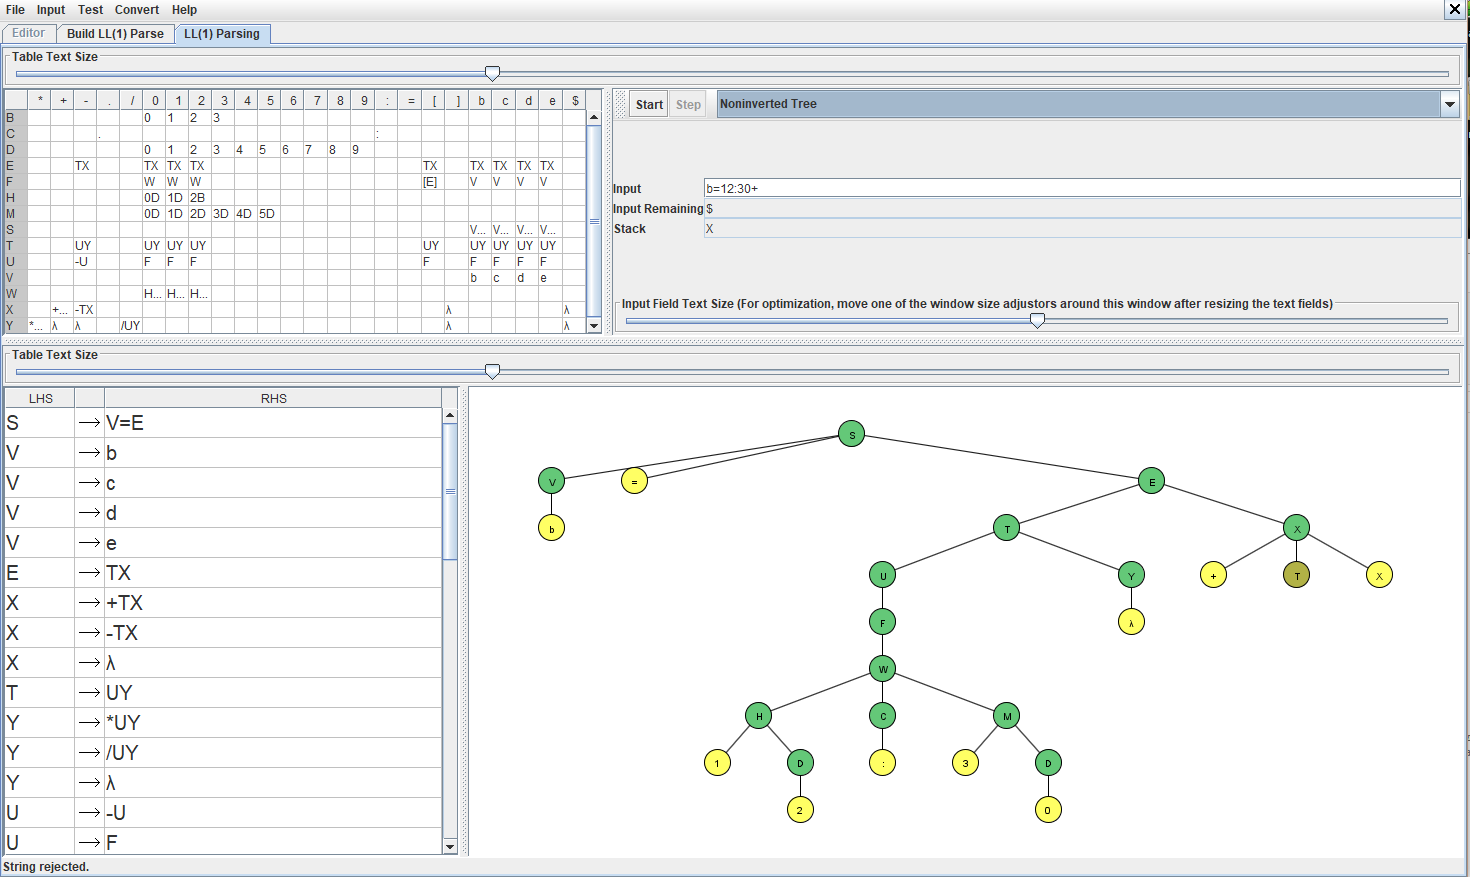 File Input Test Convert Help
Editor Build LL(1) Parse LL(1) Parsing
Table Text Size
* + - . / 0 1 2 3 4 5 6 7 8 9 : = [ ] b c d e $
B 0 1 2 3
C . :
D 0 1 2 3 4 5 6 7 8 9
E TX TX TX TX TX TX TX TX TX
F W W W [E] V V V V
H 0D 1D 2B
M 0D 1D 2D 3D 4D 5D
S V... V... V... V...
T UY UY UY UY UY UY UY UY UY
U -U F F F F F F F F
V b c d e
W H... H... H...
X +... -TX λ λ
Y *... λ λ /UY λ λ
Start Step Noninverted Tree
Input b=12:30+
Input Remaining $
Stack X
Input Field Text Size (For optimization, move one of the window size adjustors around this window after resizing the text fields)
Table Text Size
LHS RHS
S → V=E
V → b
V → c
V → d
V → e
E → TX
X → +TX
X → -TX
X → λ
T → UY
Y → *UY
Y → /UY
Y → λ
U → -U
U → F
S
V = E
b T X
U Y + T X
F λ
W
H C M
1 D : 3 D
2 0
String rejected.